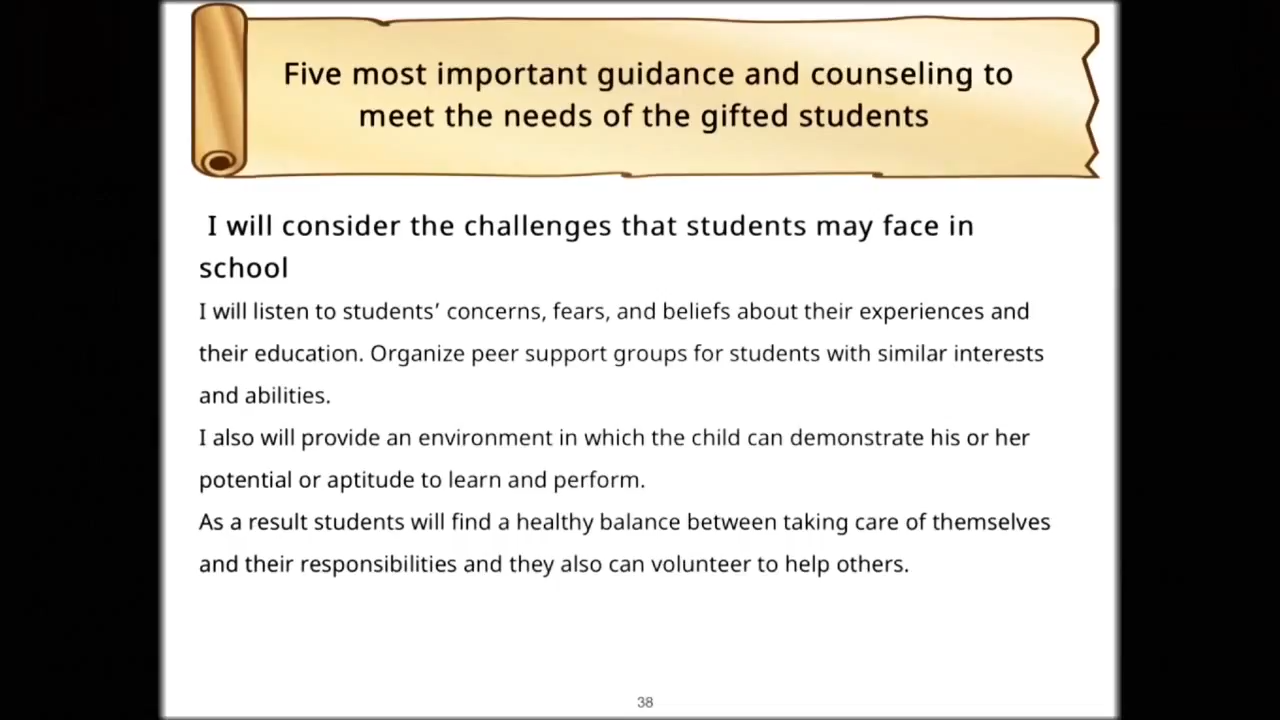 Five most important guidance and counseling to
meet the needs of the gifted students
I will consider the challenges that students may face in
school
I will listen to students’ concerns, fears, and beliefs about their experiences and
their education. Organize peer support groups for students with similar interests
and abilities.
I also will provide an environment in which the child can demonstrate his or her
potential or aptitude to learn and perform.
As a result students will find a healthy balance between taking care of themselves
and their responsibilities and they also can volunteer to help others.
38